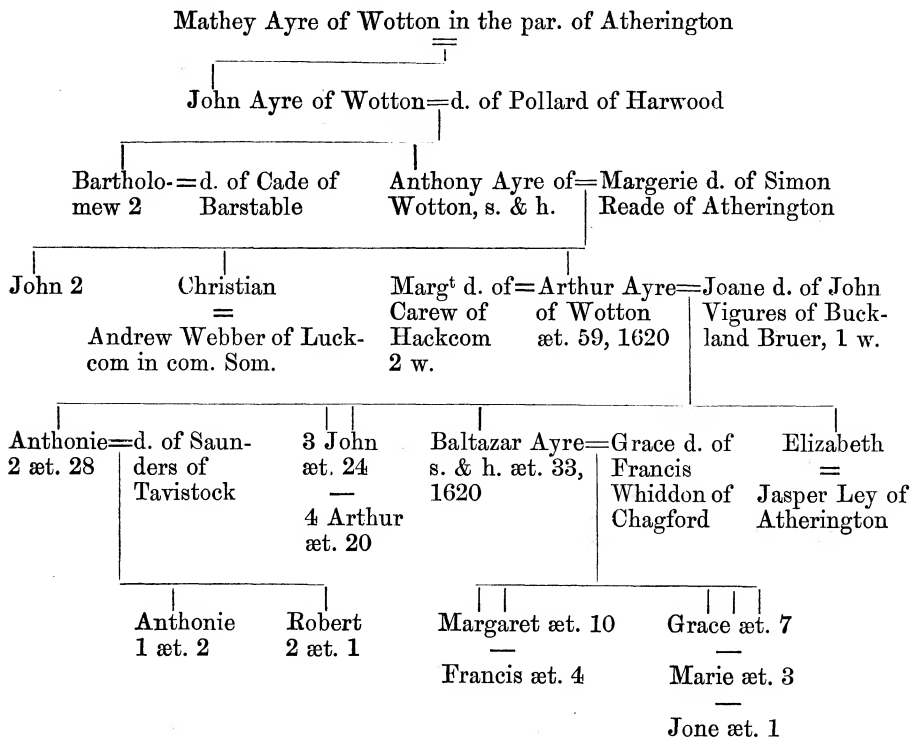 Mathey Ayre of Wotton in the par. of Atherington
John Ayre of Wotton=d. of Pollard of Harwood
Bartholo-=d. of Cade of
mew 2 Barstable
Anthony Ayre of=Margerie d. of Simon
Wotton, s. & h. Reade of Atherington
John 2
Christian
=
Andrew Webber of Luck-
com in com. Som.
Margᵗ d. of=Arthur Ayre=Joane d. of John
Carew of of Wotton Vigures of Buck-
Hackcom æt. 59, 1620 land Bruer, 1 w.
2 w.
Anthonie=d. of Saun-
2 æt. 28 ders of
Tavistock
3 John
æt. 24
—
4 Arthur
æt. 20
Baltazar Ayre=Grace d. of
s. & h. æt. 33, Francis
1620 Whiddon of
Chagford
Elizabeth
=
Jasper Ley of
Atherington
Anthonie
1 æt. 2
Robert
2 æt. 1
Margaret æt. 10
—
Francis æt. 4
Grace æt. 7
—
Marie æt. 3
—
Jone æt. 1